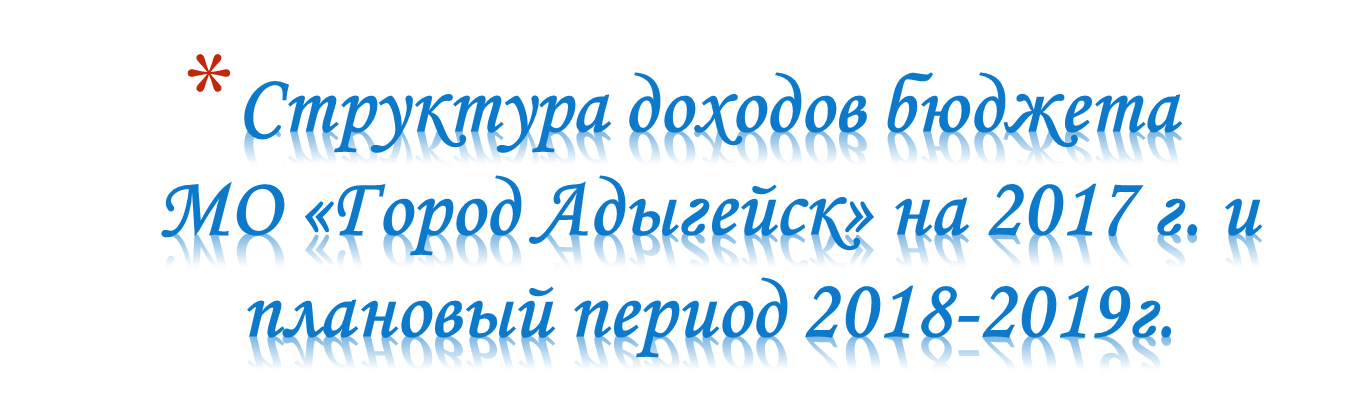 * Структура доходов бюджета
МО «Город Адыгейск» на 2017 г. и
плановый период 2018-2019г.